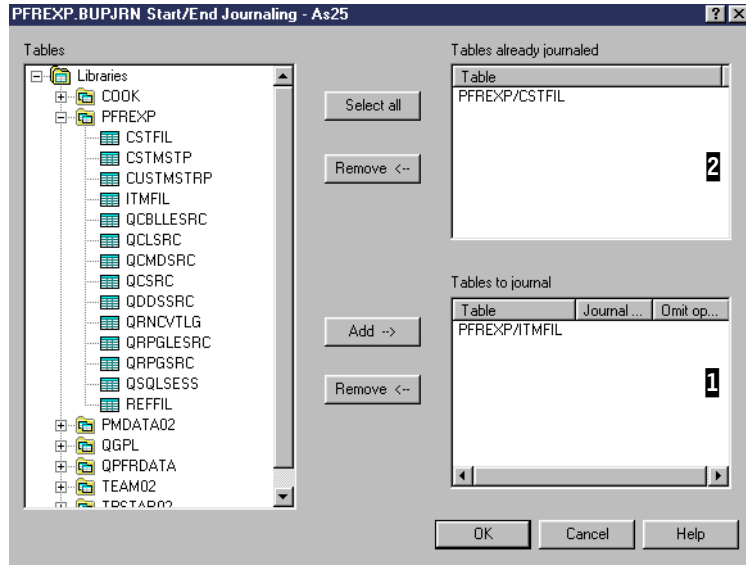 PFREXP.BUPJRN Start/End Journaling - As25
Tables
Libraries
COOK
PFREXP
CSTFIL
CSTMSTP
CUSTMSTRP
ITMFIL
QCBLLESRC
QCLSRC
QCMDSRC
QCSRC
QDDSSRC
QRNCVTLG
QRPGLESRC
QRPGSRC
QSQLSESS
REFFIL
PMDATA02
QGPL
QPFRDATA
TEAM02
Select all
Remove <--
Add -->
Remove <--
Tables already journaled
Table
PFREXP/CSTFIL
2
Tables to journal
Table Journal ... Omit op...
PFREXP/ITMFIL
1
OK Cancel Help